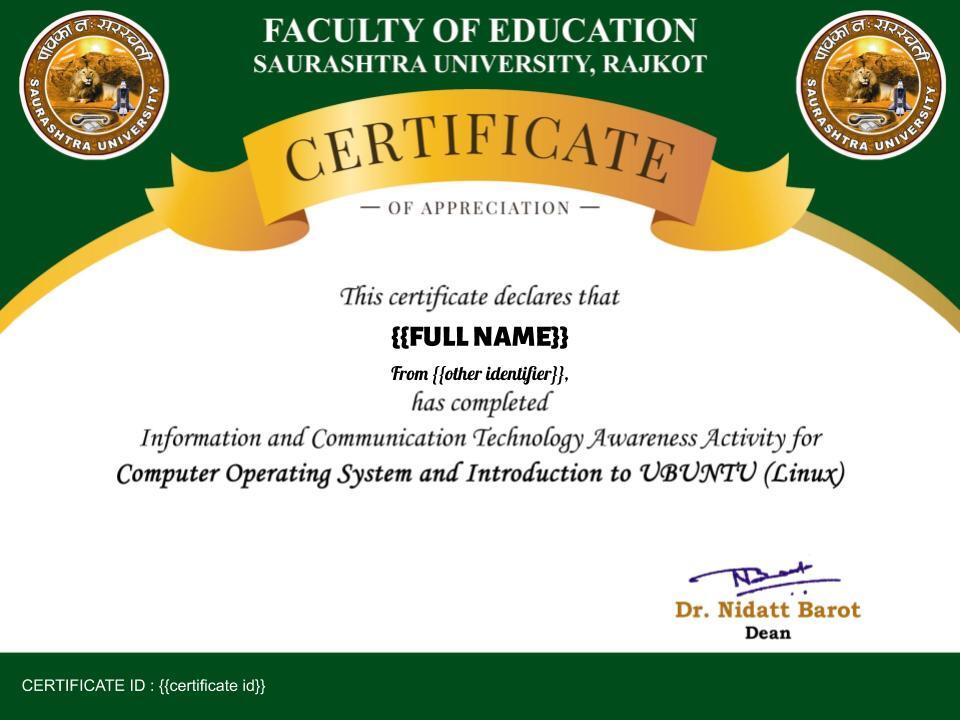 FACULTY OF EDUCATION
SAURASHTRA UNIVERSITY, RAJKOT
पावका नः सरस्वती
SAURASHTRA UNIVERSITY
पावका नः सरस्वती
SAURASHTRA UNIVERSITY
CERTIFICATE
— OF APPRECIATION —
This certificate declares that
{{FULL NAME}}
From {{other identifier}},
has completed
Information and Communication Technology Awareness Activity for
Computer Operating System and Introduction to UBUNTU (Linux)
Dr. Nidatt Barot
Dean
CERTIFICATE ID : {{certificate id}}